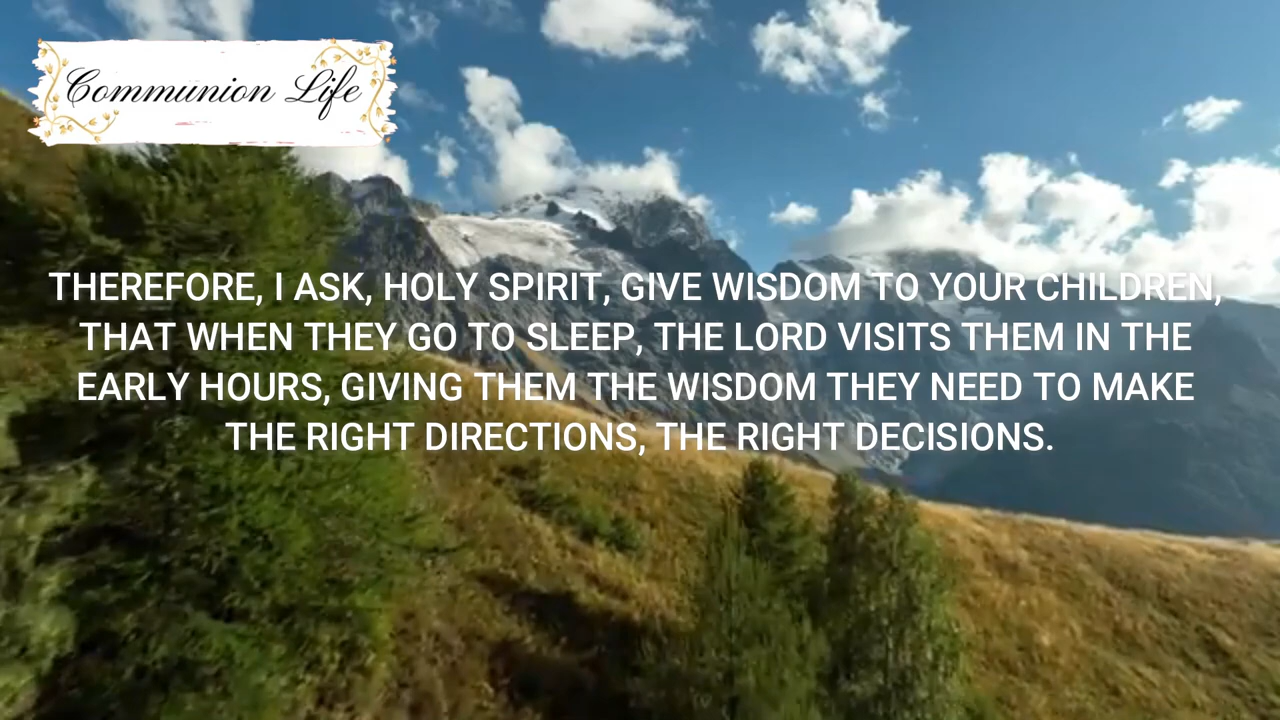 Communion Life
THEREFORE, I ASK, HOLY SPIRIT, GIVE WISDOM TO YOUR CHILDREN,
THAT WHEN THEY GO TO SLEEP, THE LORD VISITS THEM IN THE
EARLY HOURS, GIVING THEM THE WISDOM THEY NEED TO MAKE
THE RIGHT DIRECTIONS, THE RIGHT DECISIONS.